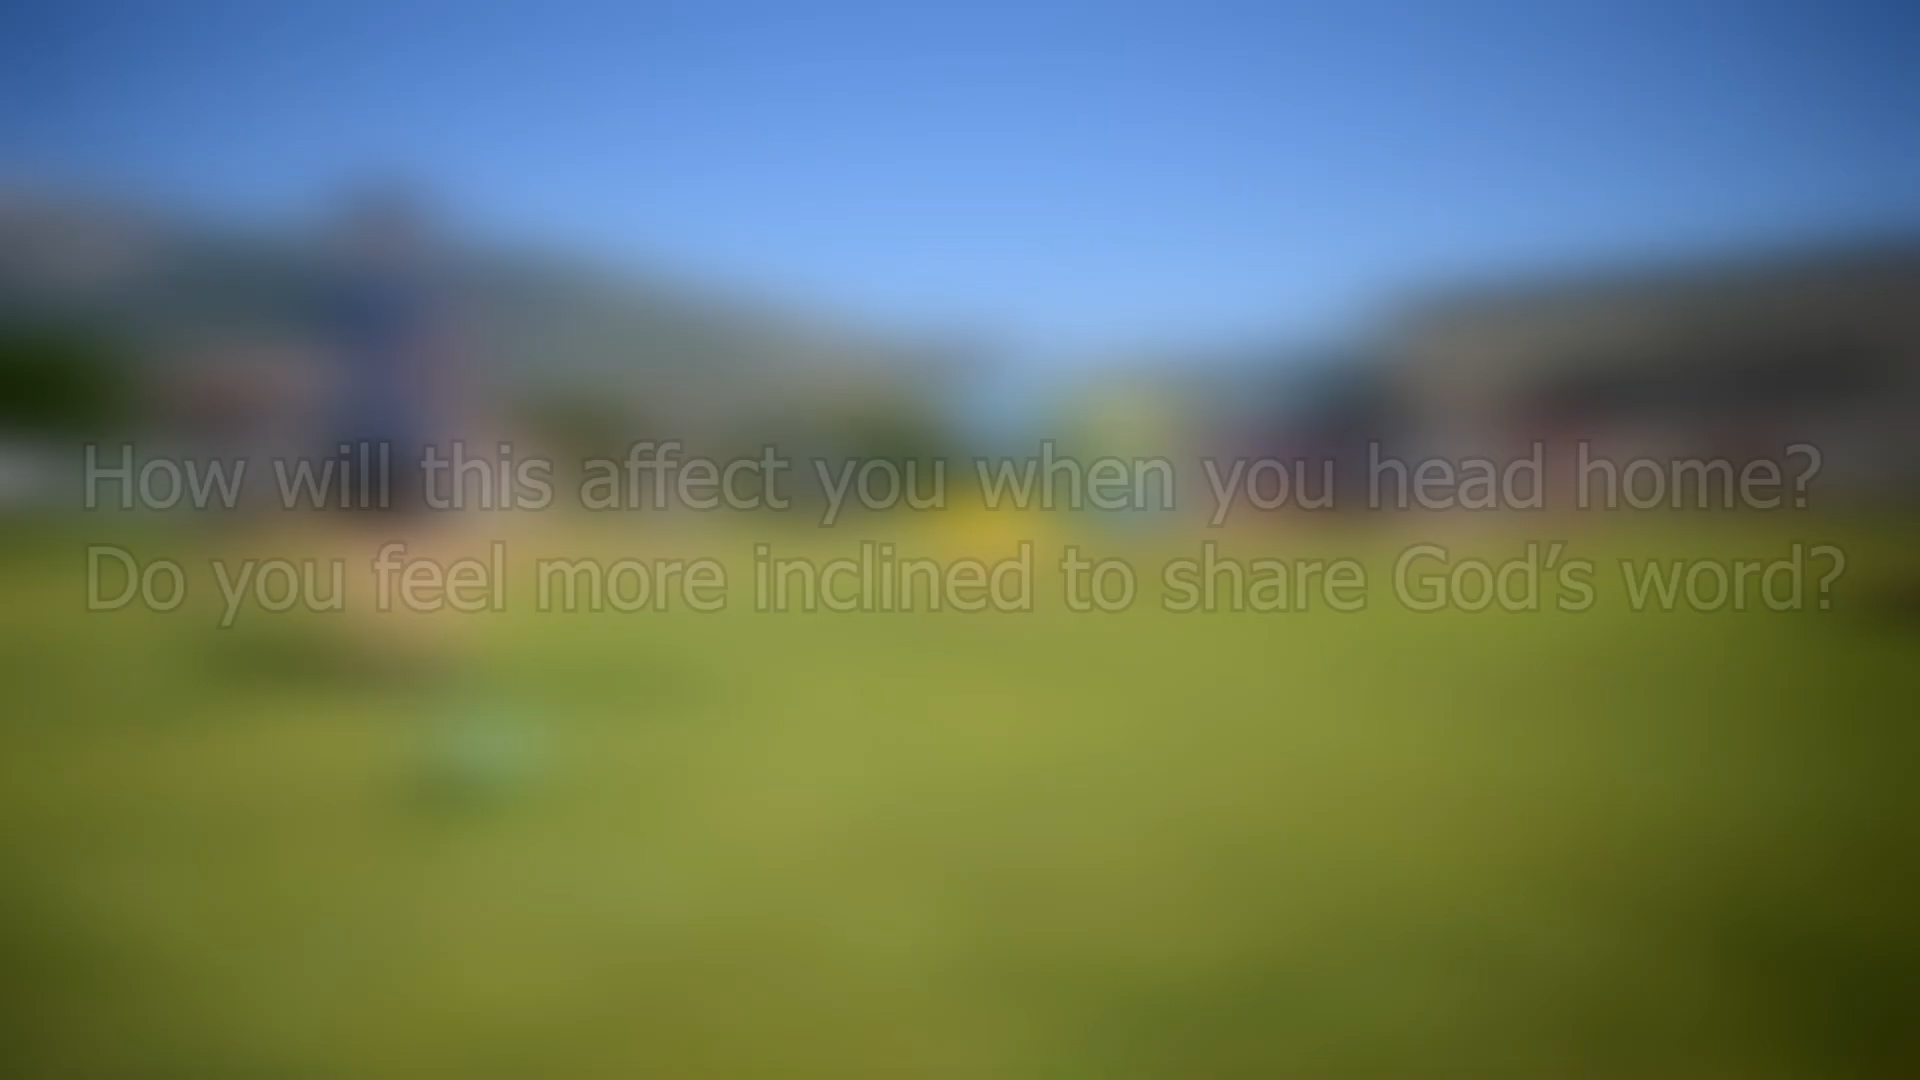 How will this affect you when you head home?
Do you feel more inclined to share God’s word?